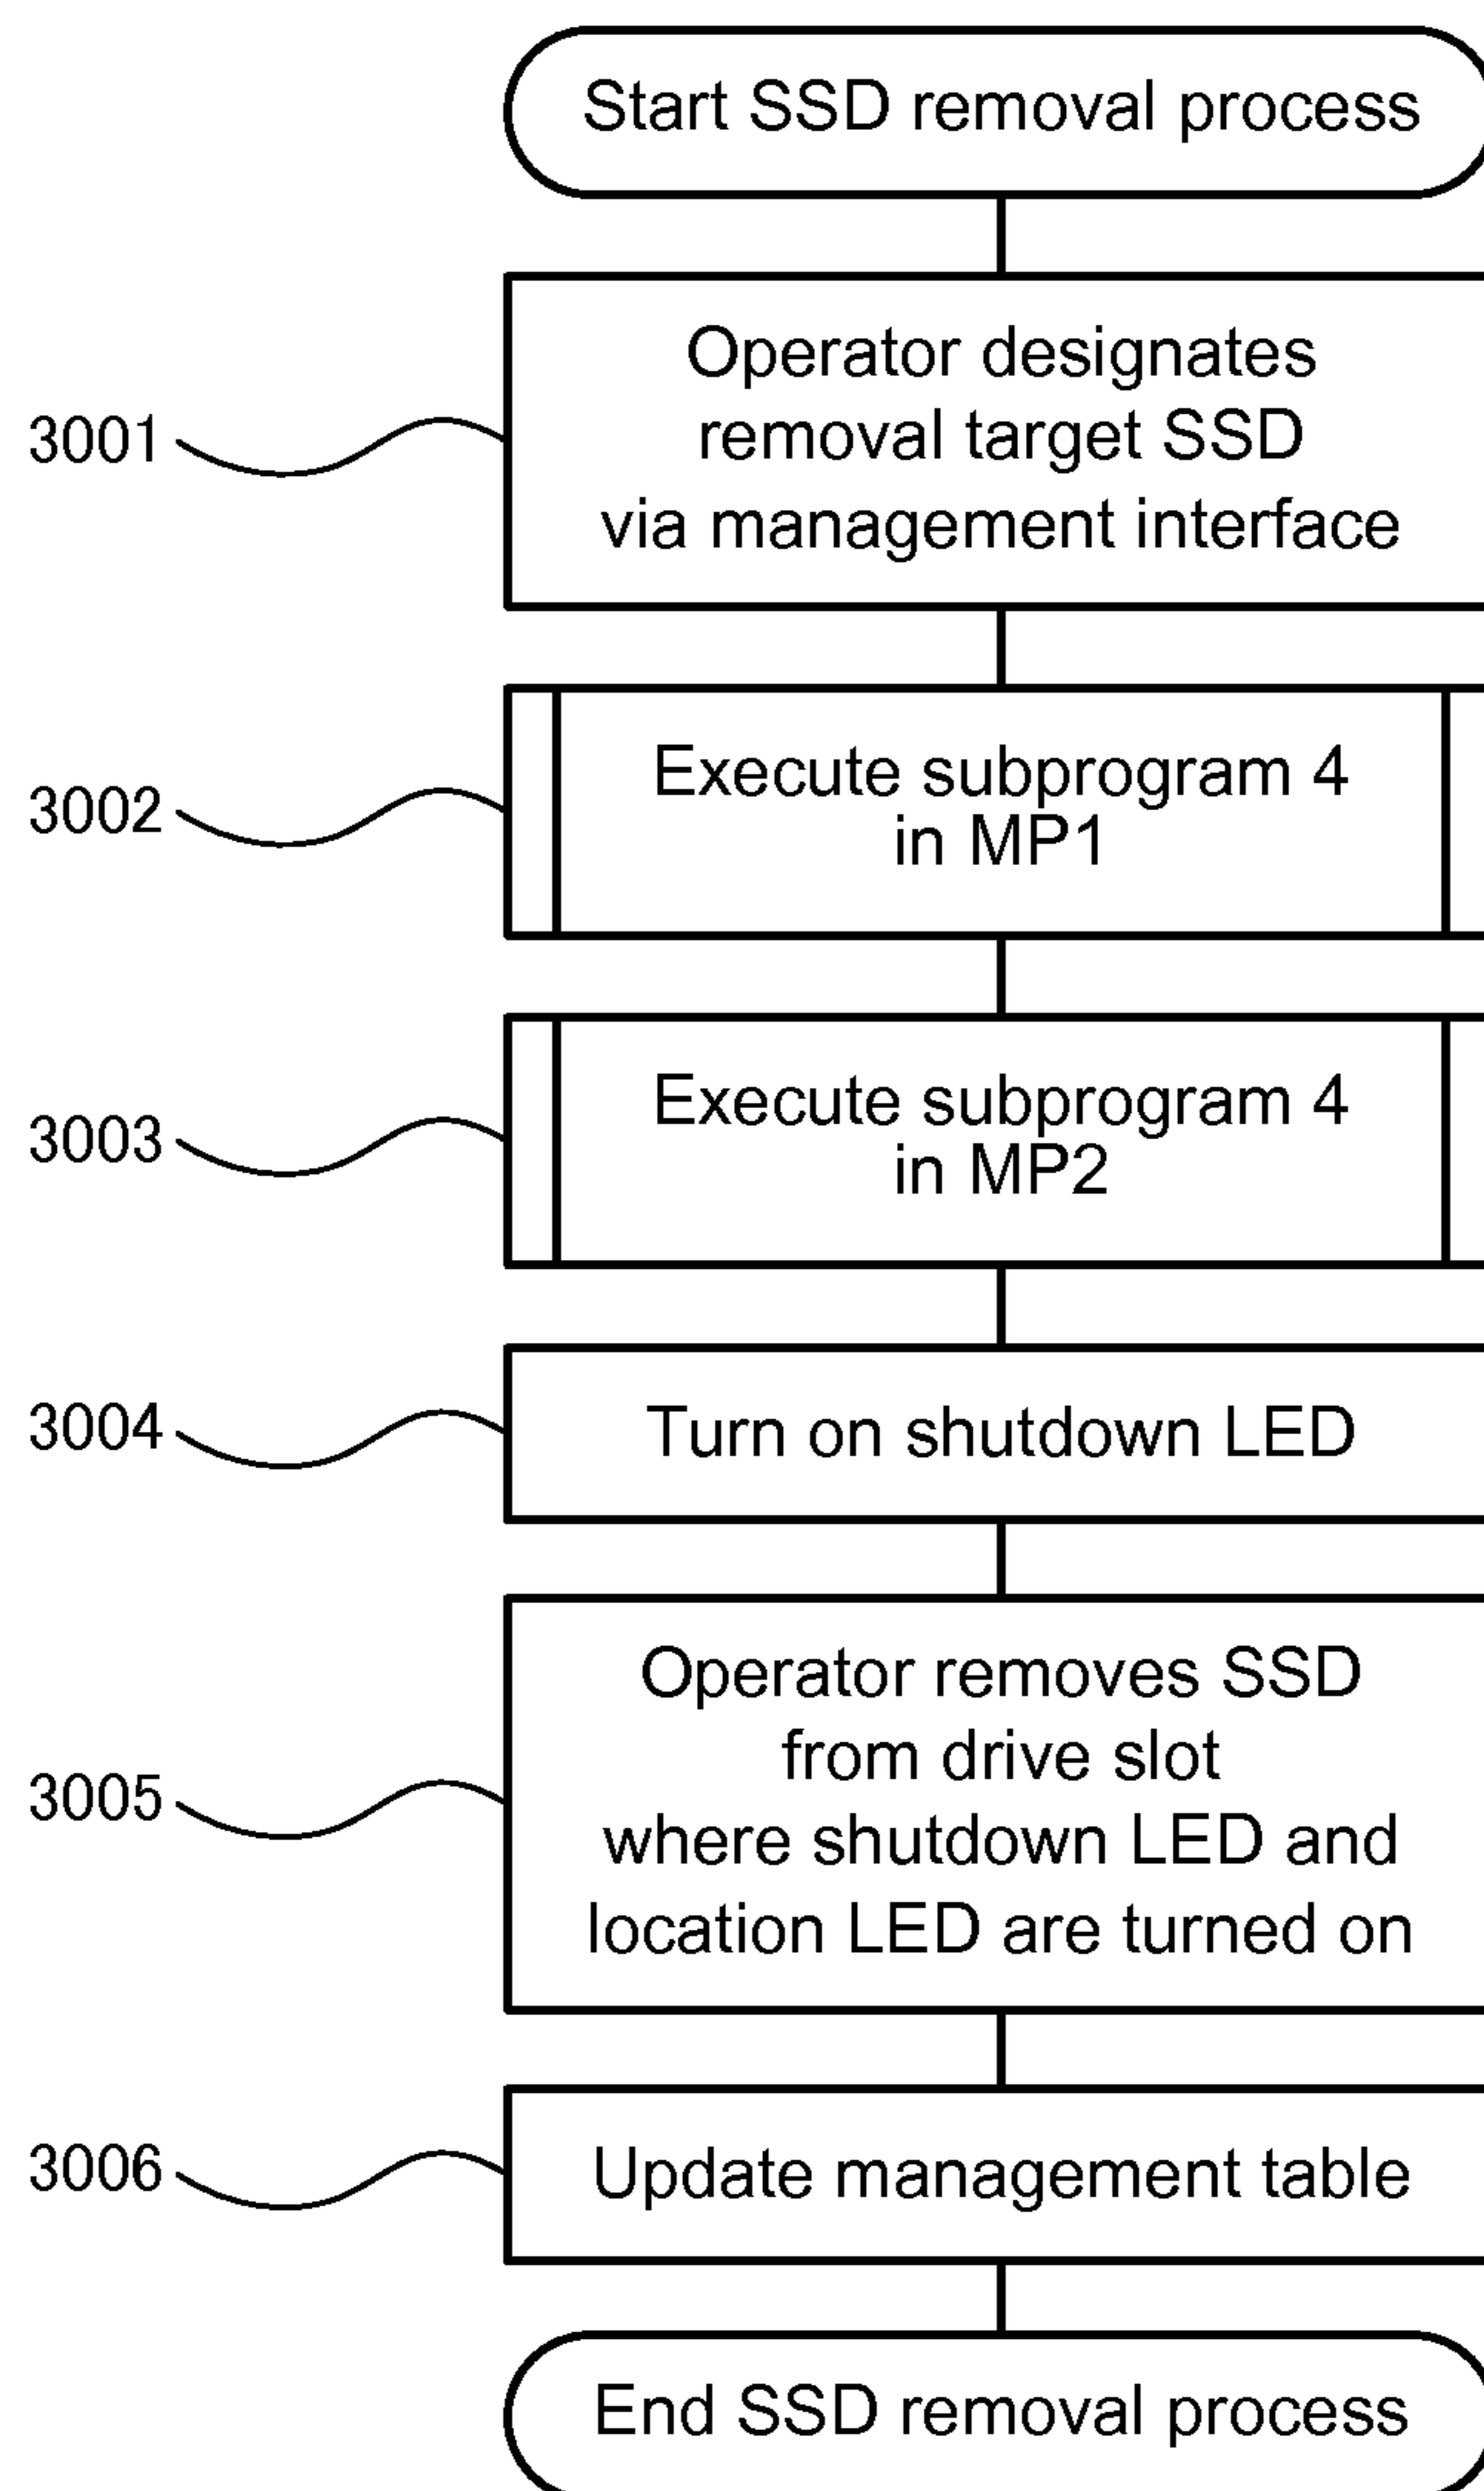 Start SSD removal process
3001
Operator designates
removal target SSD
via management interface
3002
Execute subprogram 4
in MP1
3003
Execute subprogram 4
in MP2
3004
Turn on shutdown LED
3005
Operator removes SSD
from drive slot
where shutdown LED and
location LED are turned on
3006
Update management table
End SSD removal process